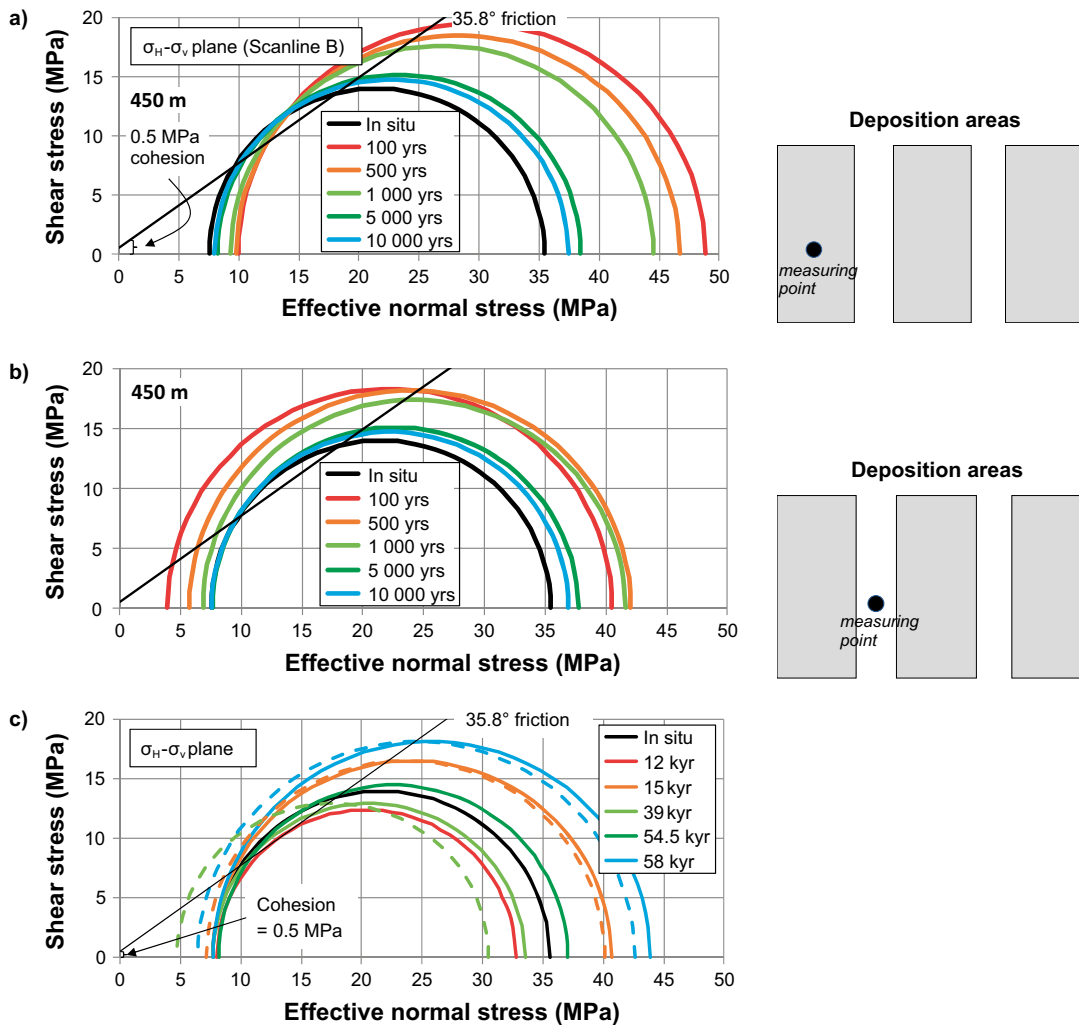 a)
20
15
10
5
0
Shear stress (MPa)
σH-σv plane (Scanline B)
35.8° friction
450 m
0.5 MPa
cohesion
In situ
100 yrs
500 yrs
1 000 yrs
5 000 yrs
10 000 yrs
0 5 10 15 20 25 30 35 40 45 50
Effective normal stress (MPa)
Deposition areas
measuring
point
b)
20
15
10
5
0
Shear stress (MPa)
450 m
In situ
100 yrs
500 yrs
1 000 yrs
5 000 yrs
10 000 yrs
0 5 10 15 20 25 30 35 40 45 50
Effective normal stress (MPa)
Deposition areas
measuring
point
c)
20
15
10
5
0
Shear stress (MPa)
σH-σv plane
35.8° friction
In situ
12 kyr
15 kyr
39 kyr
54.5 kyr
58 kyr
Cohesion
= 0.5 MPa
0 5 10 15 20 25 30 35 40 45 50
Effective normal stress (MPa)